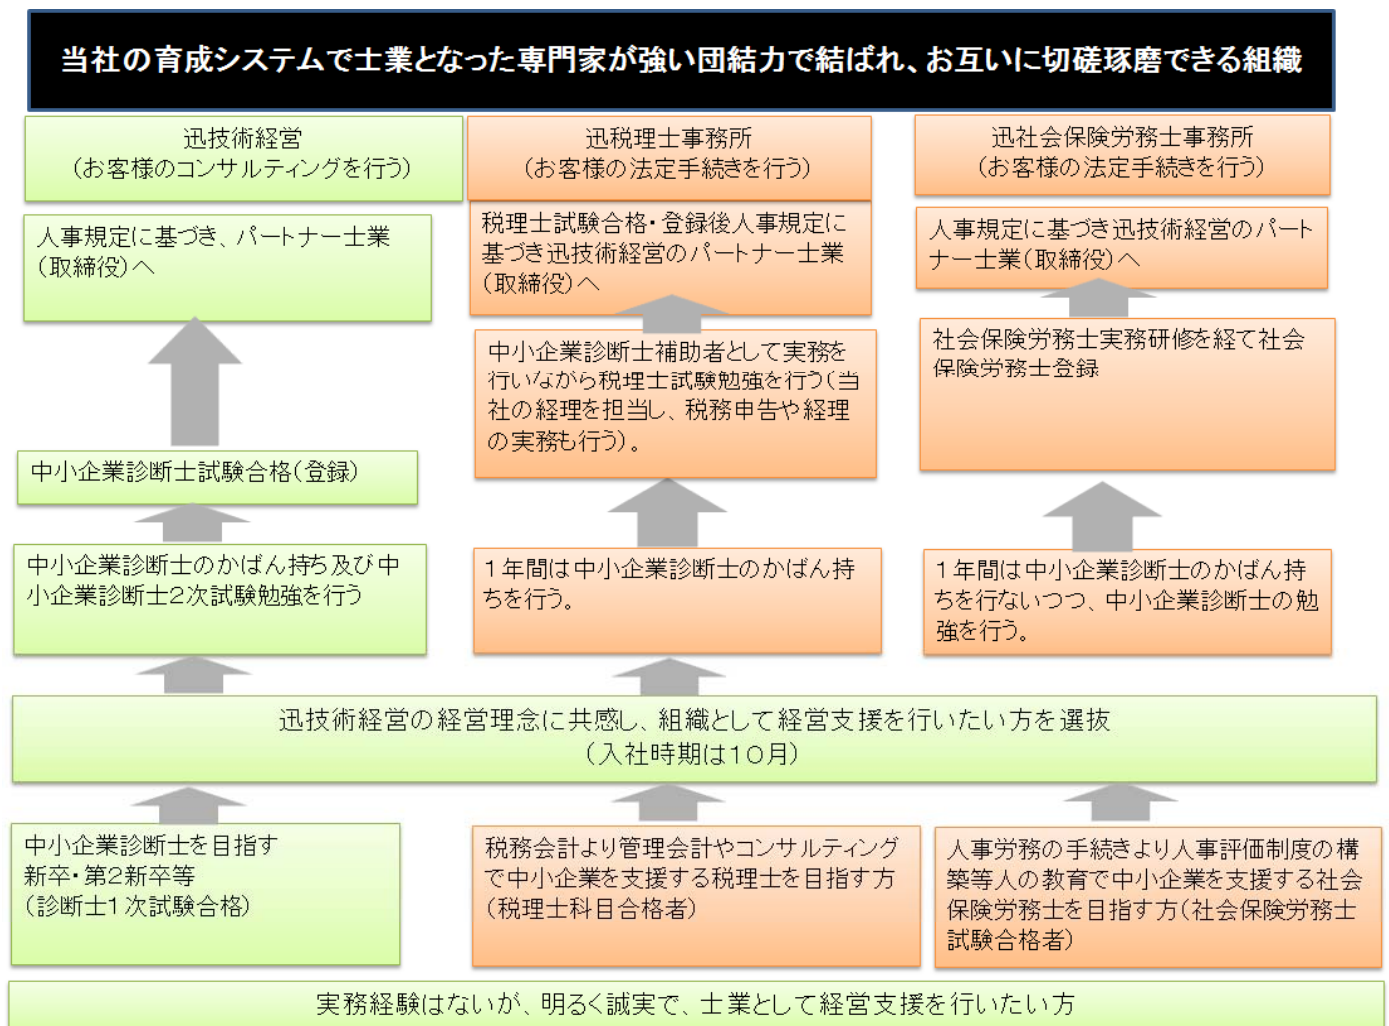 当社の育成システムで士業となった専門家が強い団結力で結ばれ、お互いに切磋琢磨できる組織
迅技術経営
（お客様のコンサルティングを行う）
迅税理士事務所
（お客様の法定手続きを行う）
迅社会保険労務士事務所
（お客様の法定手続きを行う）
人事規定に基づき、パートナー士業
（取締役）へ
税理士試験合格・登録後人事規定に
基づき迅技術経営のパートナー士業
（取締役）へ
人事規定に基づき迅技術経営のパート
ナー士業（取締役）へ
中小企業診断士補助者として実務を
行いながら税理士試験勉強を行う（当
社の経理を担当し、税務申告や経理
の実務も行う）。
社会保険労務士実務研修を経て社会
保険労務士登録
中小企業診断士試験合格（登録）
中小企業診断士のかばん持ち及び中
小企業診断士２次試験勉強を行う
１年間は中小企業診断士のかばん持
ちを行う。
１年間は中小企業診断士のかばん持
ちを行ないつつ、中小企業診断士の勉
強を行う。
迅技術経営の経営理念に共感し、組織として経営支援を行いたい方を選抜
（入社時期は１０月）
中小企業診断士を目指す
新卒・第２新卒等
（診断士１次試験合格）
税務会計より管理会計やコンサルティング
で中小企業を支援する税理士を目指す方
（税理士科目合格者）
人事労務の手続きより人事評価制度の構
築等人の教育で中小企業を支援する社会
保険労務士を目指す方（社会保険労務士
試験合格者）
実務経験はないが、明るく誠実で、士業として経営支援を行いたい方